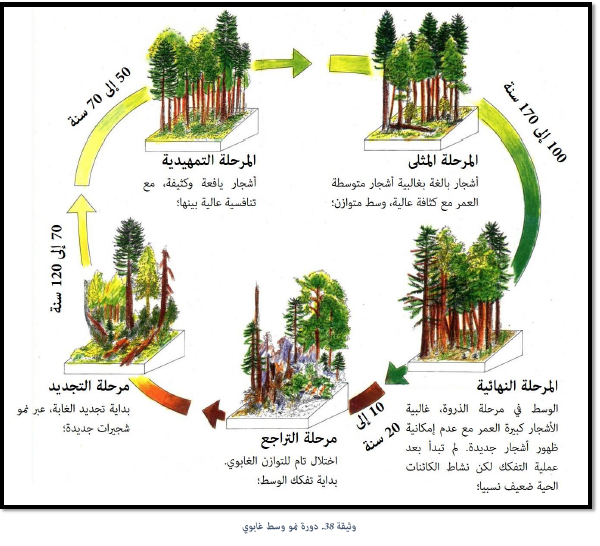 50 إلى 70 سنة
100 إلى 170 سنة
المرحلة التمهيدية
أشجار يافعة وكثيفة، مع
تنافسية عالية بينها؛
المرحلة المثلى
أشجار بالغة بغالبية أشجار متوسطة
العمر مع كثافة عالية، وسط متوازن؛
70 إلى 120 سنة
المرحلة النهائية
الوسط في مرحلة الذروة، غالبية
الأشجار كبيرة العمر مع عدم إمكانية
ظهور أشجار جديدة. لم تبدأ بعد
عملية التفكك لكن نشاط الكائنات
الحية ضعيف نسبيا؛
10 إلى
20 سنة
مرحلة التراجع
اختلال تام للتوازن الغابوي.
بداية تفكك الوسط؛
مرحلة التجديد
بداية تجديد الغابة، عبر نمو
شجيرات جديدة؛
وثيقة 38. دورة نمو وسط غابوي